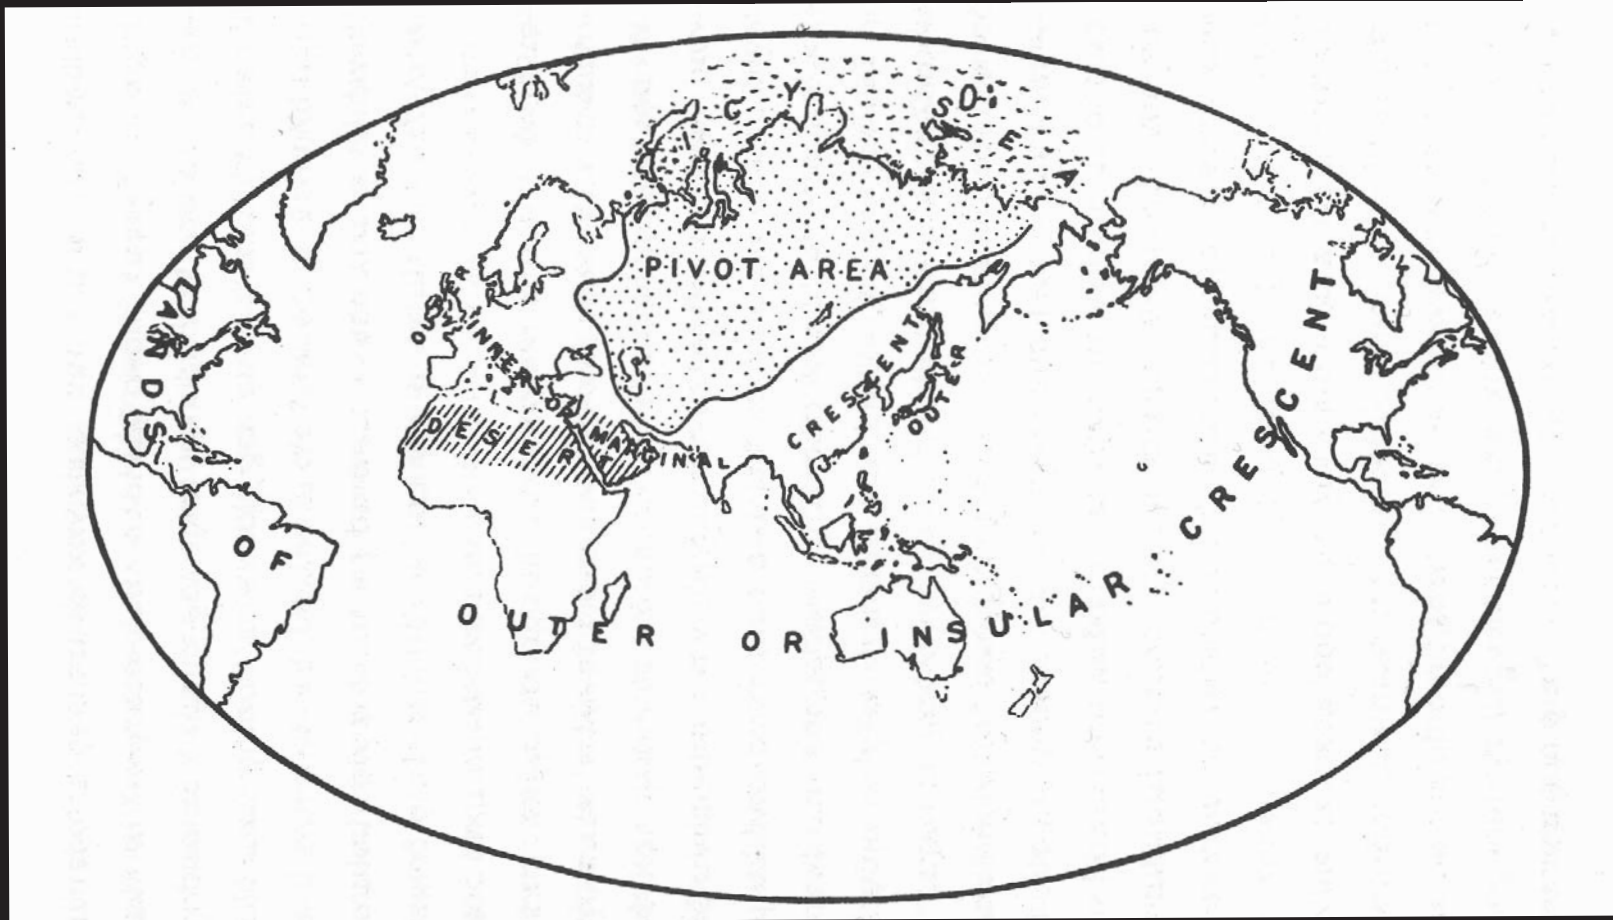 ICY SEA
PIVOT AREA
OUTER
INNER OR MARGINAL CRESCENT
OUTER
DESERT
LANDS OF OUTER OR INSULAR CRESCENT